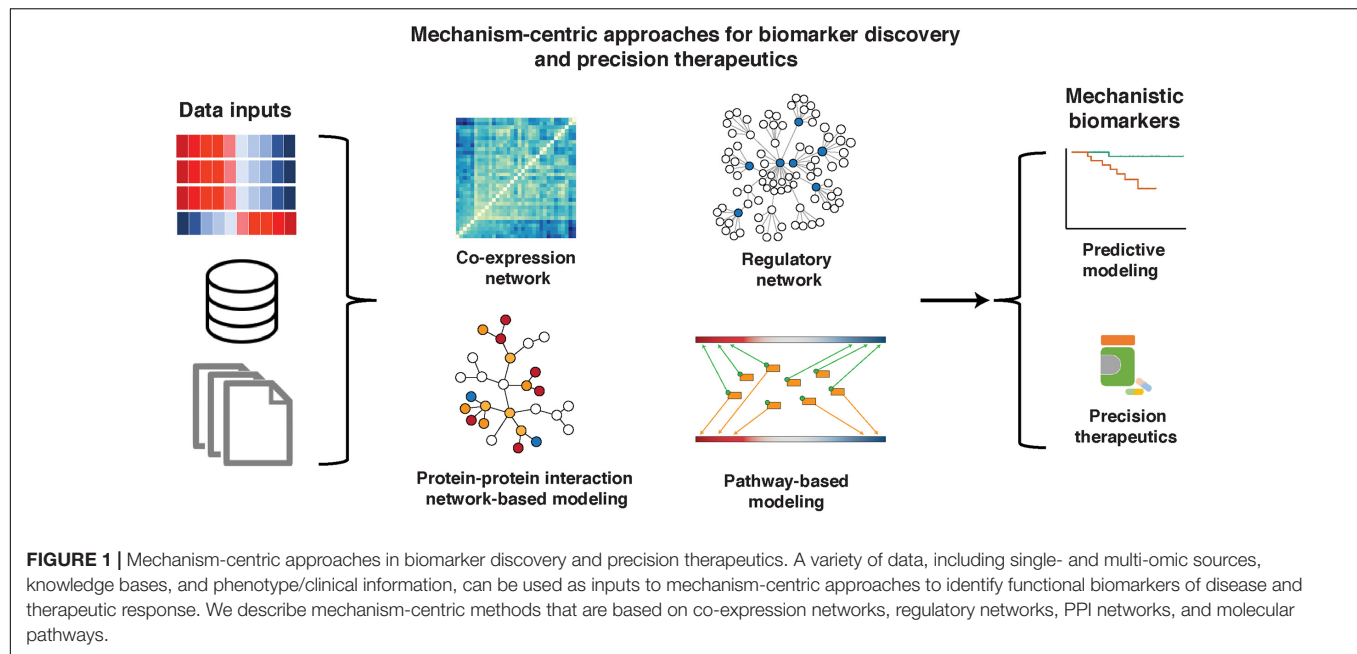 Mechanism-centric approaches for biomarker discovery
and precision therapeutics
Data inputs
Co-expression
network
Regulatory
network
Protein-protein interaction
network-based modeling
Pathway-based
modeling
Mechanistic
biomarkers
Predictive
modeling
Precision
therapeutics
FIGURE 1 | Mechanism-centric approaches in biomarker discovery and precision therapeutics. A variety of data, including single- and multi-omic sources,
knowledge bases, and phenotype/clinical information, can be used as inputs to mechanism-centric approaches to identify functional biomarkers of disease and
therapeutic response. We describe mechanism-centric methods that are based on co-expression networks, regulatory networks, PPI networks, and molecular
pathways.